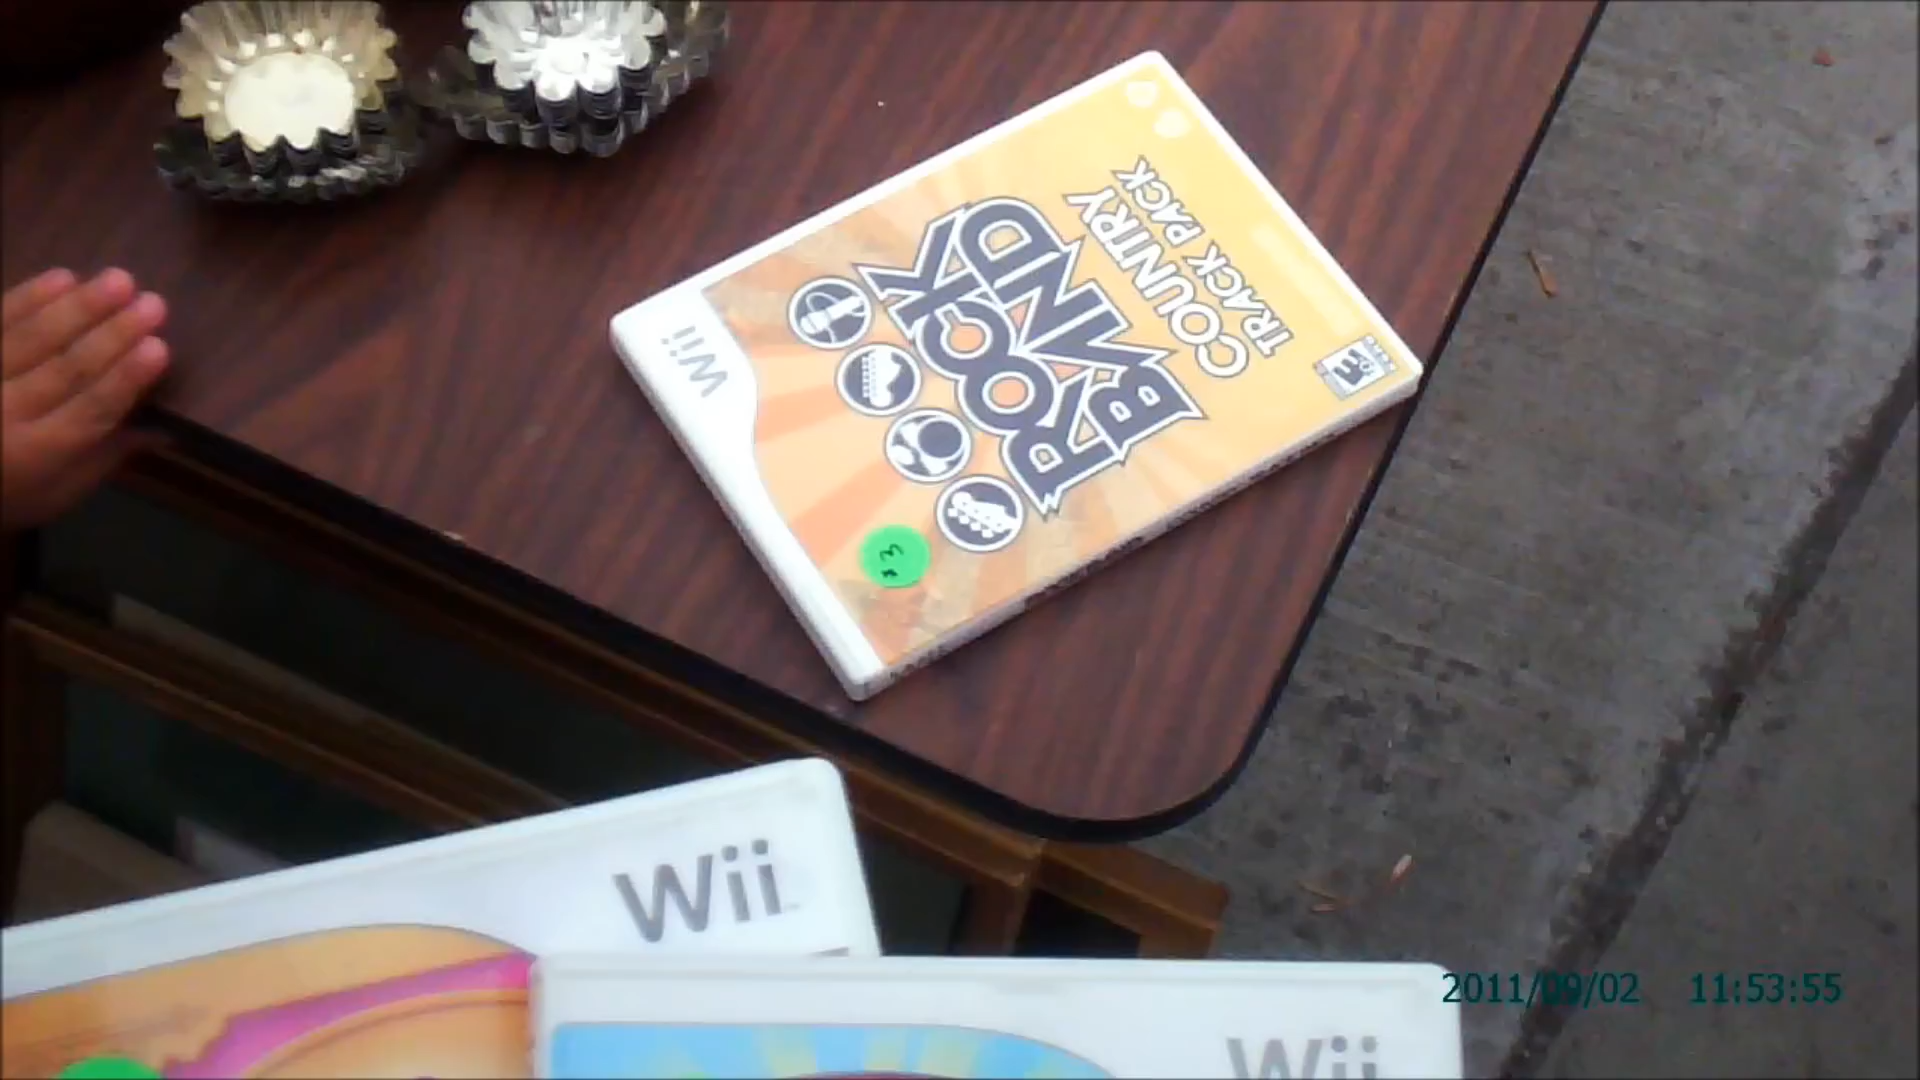 Wii
ROCK
BAND
COUNTRY
TRACK PACK
E
$3
Wii
Wii
2011/09/02 11:53:55